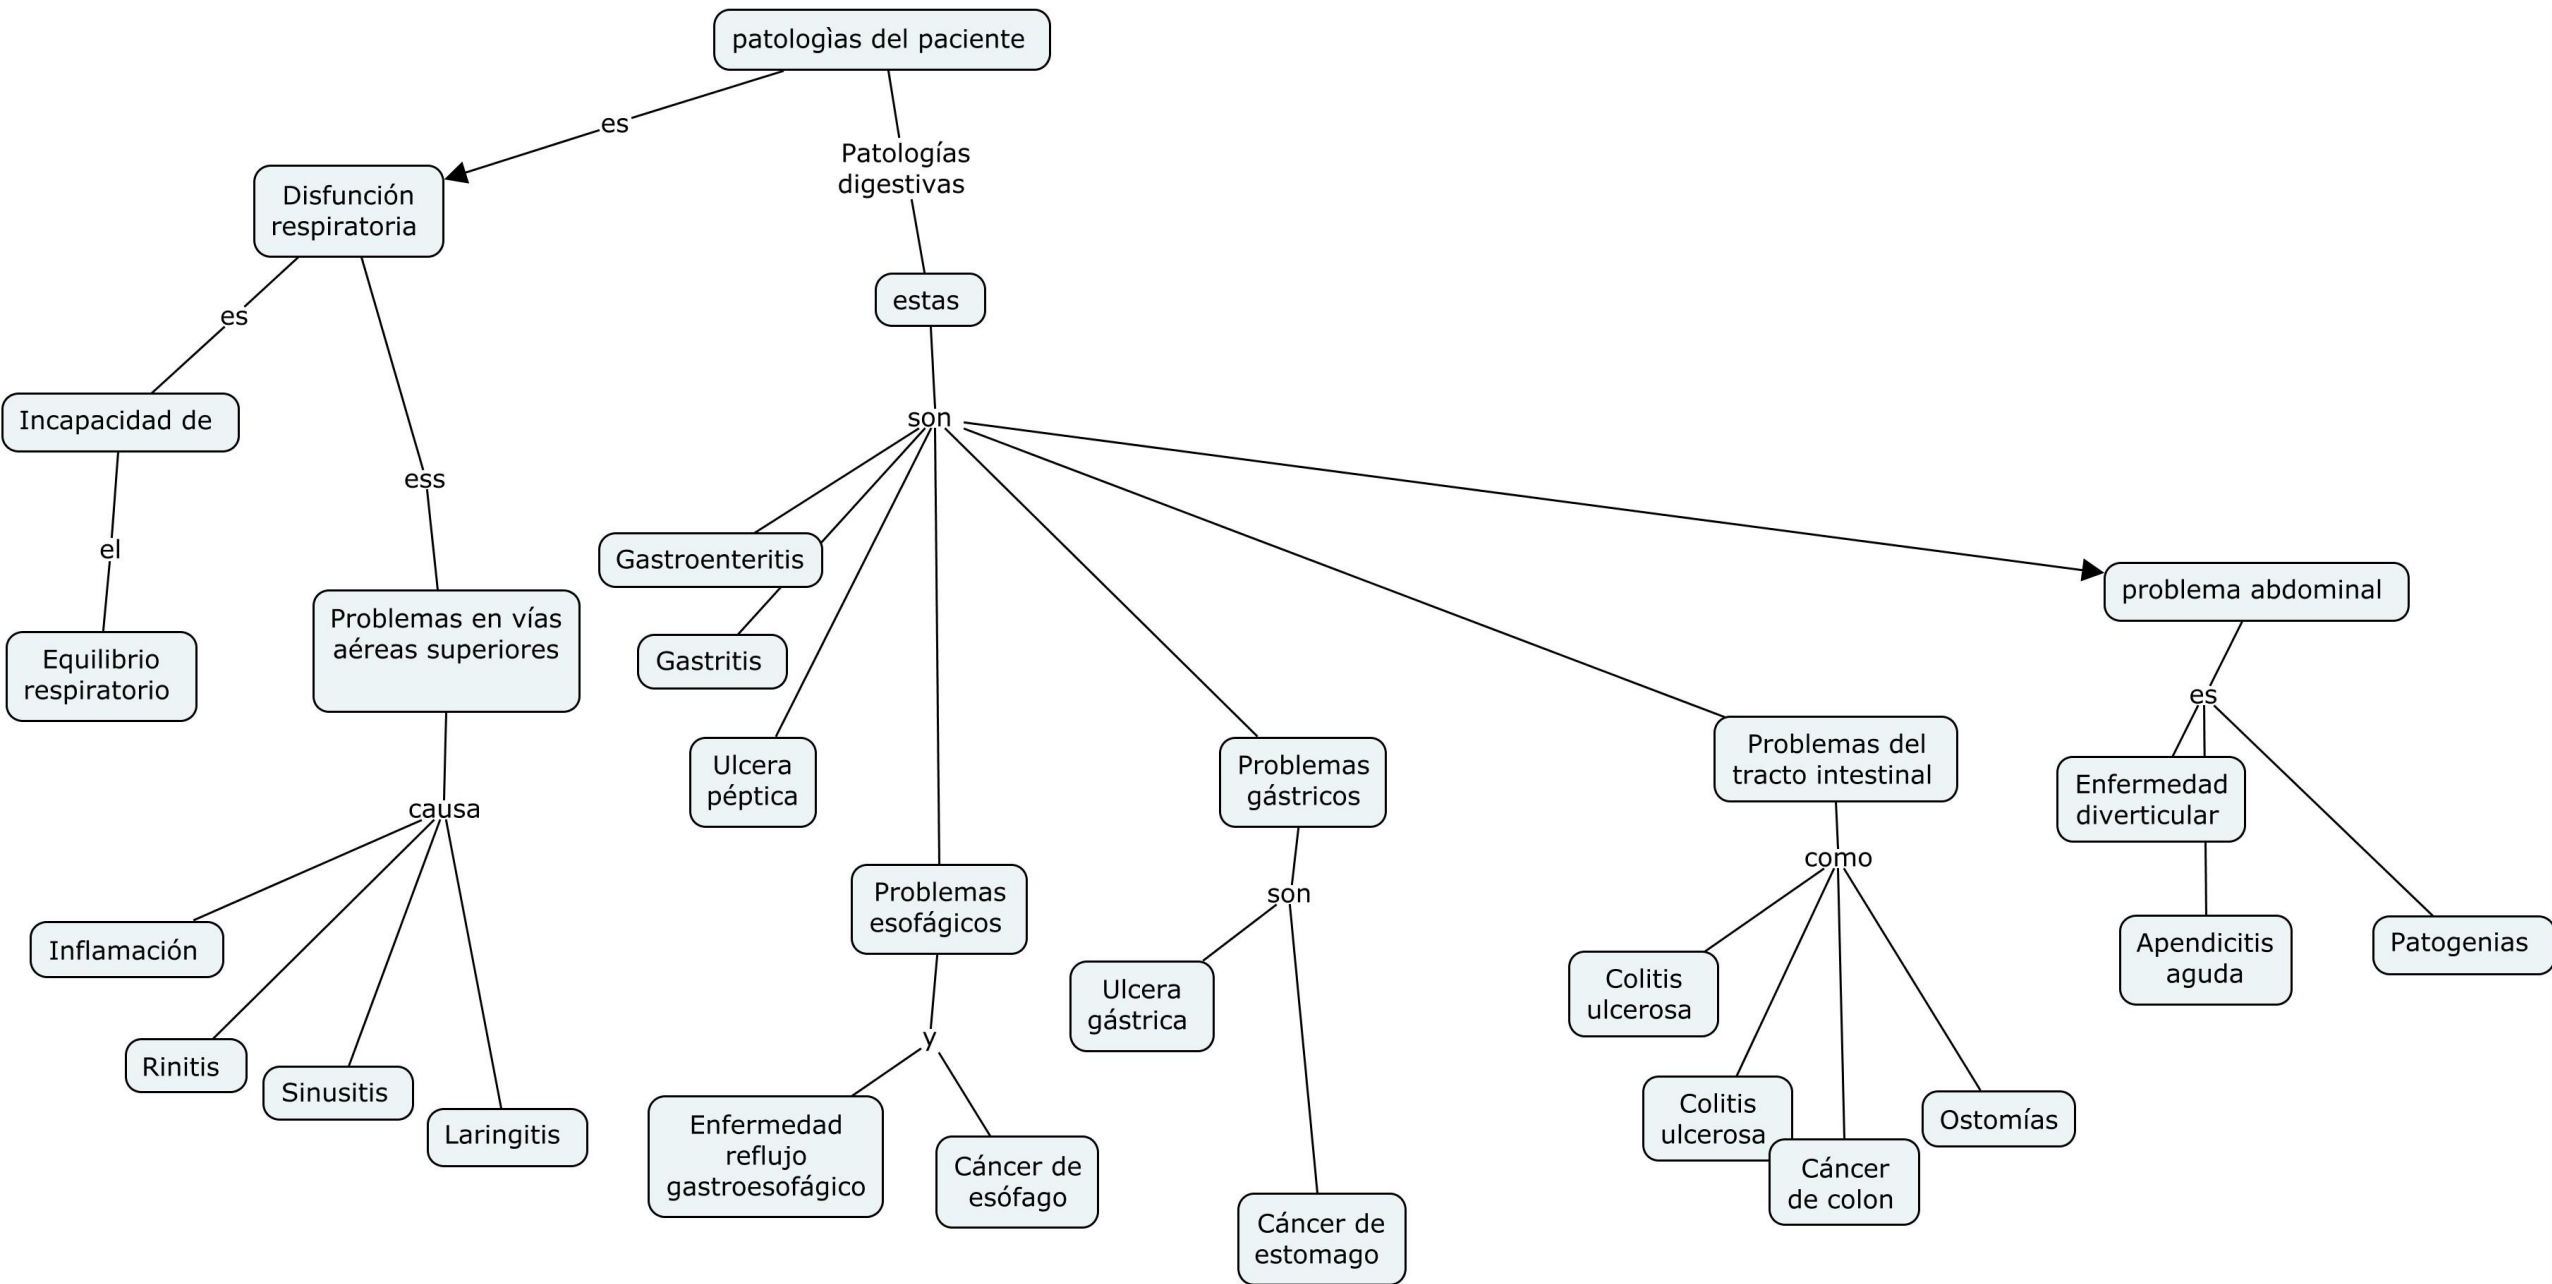 patologìas del paciente
es
Patologías
digestivas
Disfunción
respiratoria
estas
es
Incapacidad de
son
ess
el
Gastroenteritis
problema abdominal
Problemas en vías
aéreas superiores
Equilibrio
respiratorio
Gastritis
es
Problemas del
tracto intestinal
Ulcera
péptica
Problemas
gástricos
Enfermedad
diverticular
causa
como
Problemas
esofágicos
son
Inflamación
Apendicitis
aguda
Patogenias
Colitis
ulcerosa
Ulcera
gástrica
y
Rinitis
Sinusitis
Laringitis
Colitis
ulcerosa
Ostomías
Enfermedad
reflujo
gastroesofágico
Cáncer de
esófago
Cáncer
de colon
Cáncer de
estomago